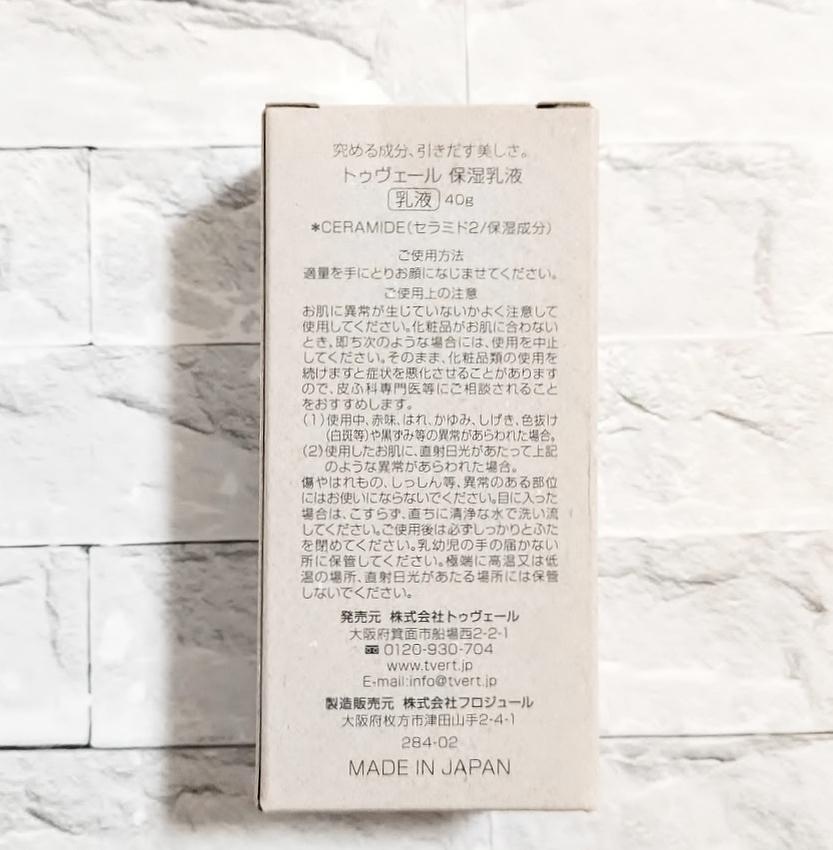 究める成分、引きだす美しさ。
トゥヴェール 保湿乳液
乳液 40g
*CERAMIDE(セラミド2/保湿成分)
ご使用方法
適量を手にとりお顔になじませてください。
ご使用上の注意
お肌に異常が生じていないかよく注意して
使用してください。化粧品がお肌に合わない
とき、即ち次のような場合には、使用を中止
してください。そのまま、化粧品類の使用を
続けますと症状を悪化させることがあります
ので、皮ふ科専門医等にご相談されること
をおすすめします。
(1)使用中、赤味、はれ、かゆみ、しげき、色抜け
(白斑等)や黒ずみ等の異常があらわれた場合。
(2)使用したお肌に、直射日光があたって上記
のような異常があらわれた場合。
傷やはれもの、しっしん等、異常のある部位
にはお使いにならないでください。目に入った
場合は、こすらず、直ちに清浄な水で洗い流
してください。ご使用後は必ずしっかりとふた
を閉めてください。乳幼児の手の届かない
所に保管してください。極端に高温又は低
温の場所、直射日光があたる場所には保管
しないでください。
発売元 株式会社トゥヴェール
大阪府箕面市船場西2-2-1
0120-930-704
www.tvert.jp
E-mail:info@tvert.jp
製造販売元 株式会社フロジュール
大阪府枚方市津田山手2-4-1
284-02
MADE IN JAPAN